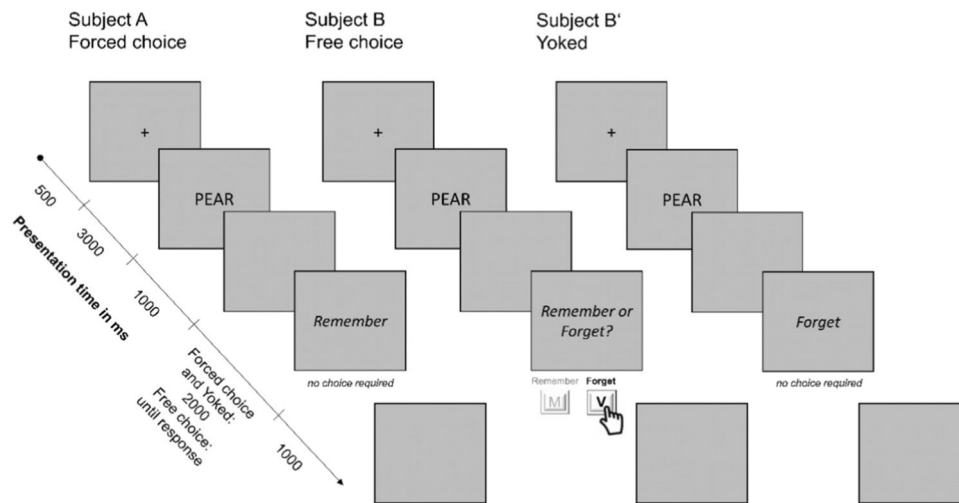 Subject A
Forced choice
Subject B
Free choice
Subject B‘
Yoked
+
+
+
PEAR
PEAR
PEAR
Remember
Remember or
Forget?
Forget
no choice required
Remember Forget
M V
no choice required
Presentation time in ms
500
3000
1000
Forced choice
and Yoked:
2000
Free choice:
until response
1000